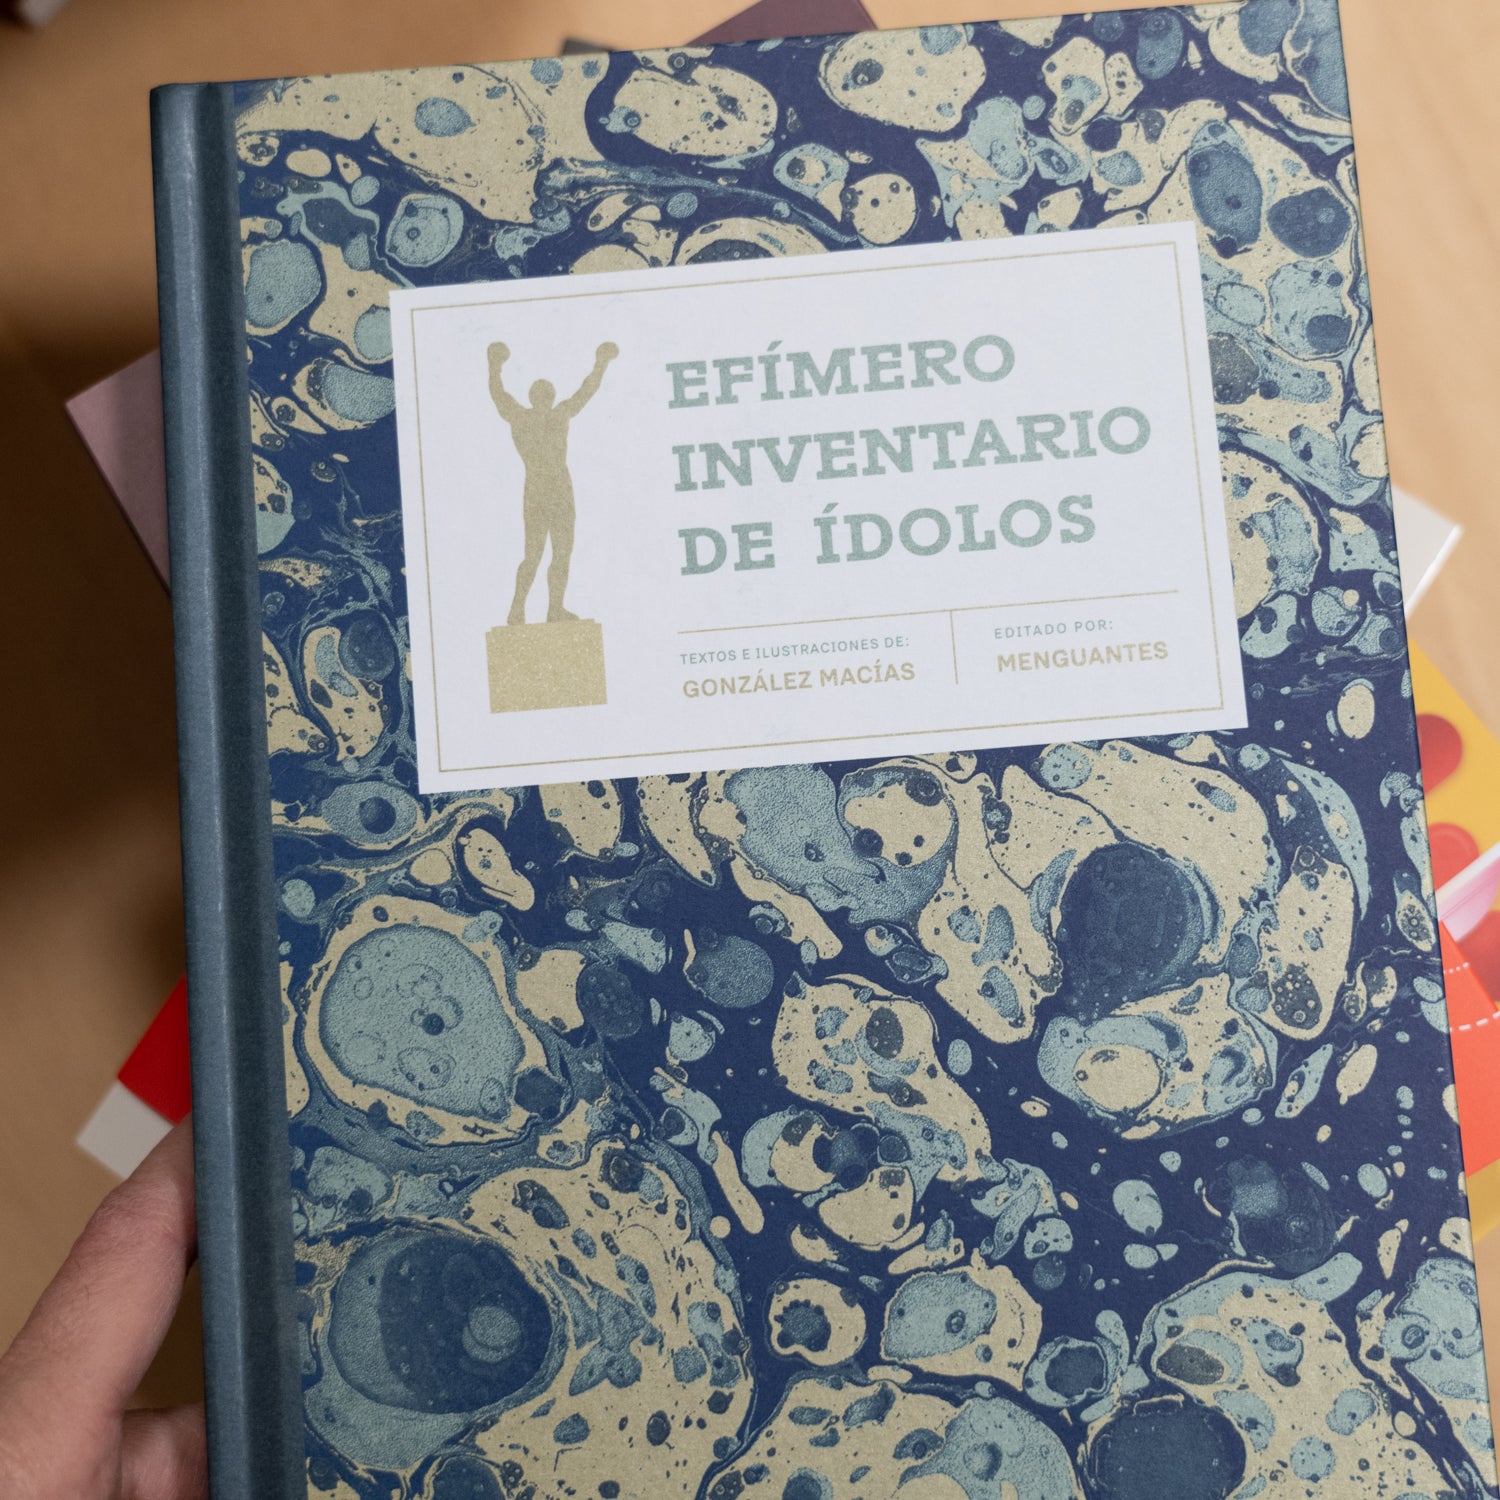 EFÍMERO
INVENTARIO
DE ÍDOLOS
TEXTOS E ILUSTRACIONES DE:
GONZÁLEZ MACÍAS
EDITADO POR:
MENGUANTES